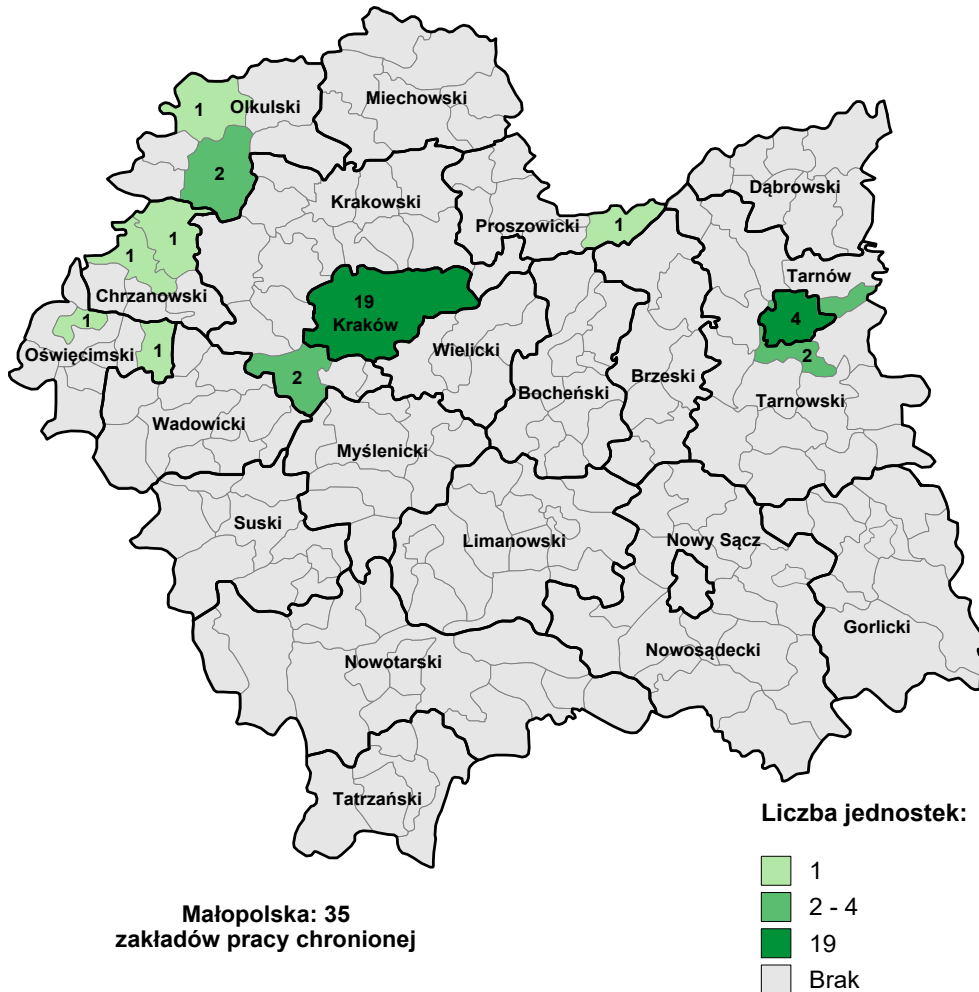 Miechowski
1
Olkulski
2
Dąbrowski
Krakowski
Proszowicki
1
1
1
Tarnów
Chrzanowski
19
Kraków
4
1
Oświęcimski
1
Wielicki
2
2
Bocheński
Brzeski
Tarnowski
Wadowicki
Myślenicki
Suski
Limanowski
Nowy Sącz
Gorlicki
Nowotarski
Nowosądecki
Tatrzański
Liczba jednostek:
1
2 - 4
19
Brak
Małopolska: 35
zakładów pracy chronionej